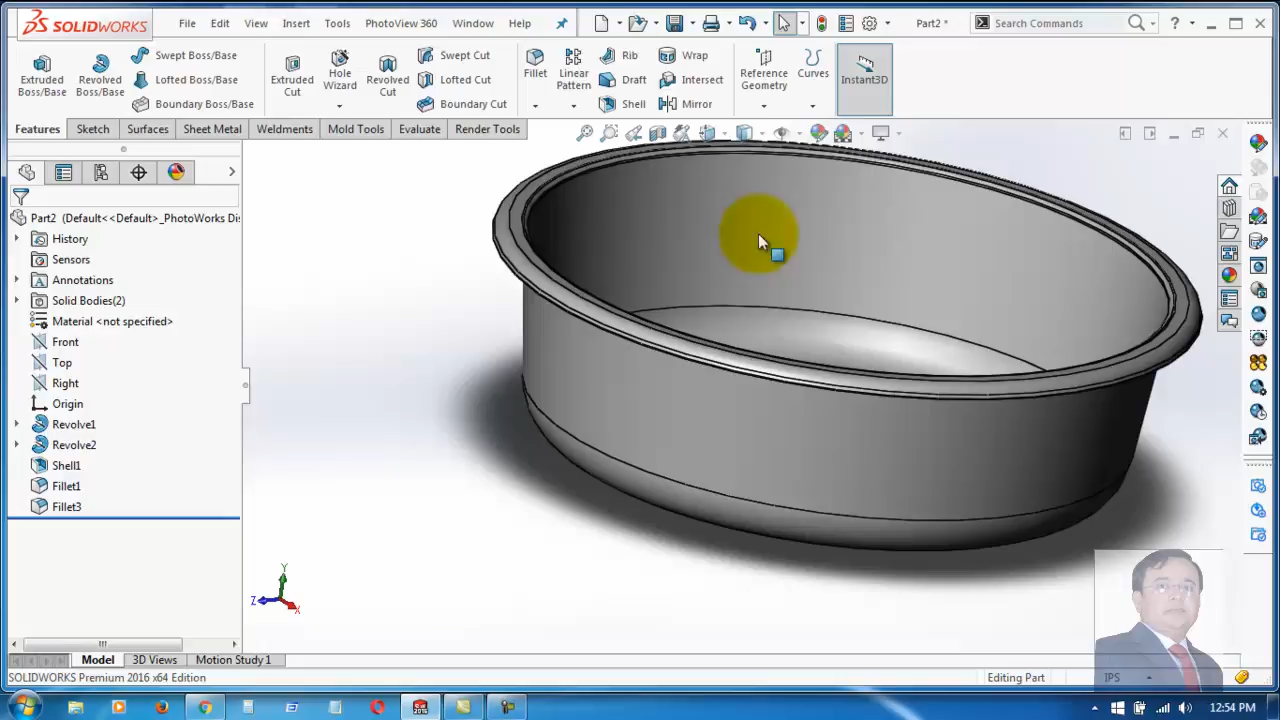 SOLIDWORKS File Edit View Insert Tools PhotoView 360 Window Help Part2 * Search Commands ?
Extruded Boss/Base
Revolved Boss/Base
Swept Boss/Base
Lofted Boss/Base
Boundary Boss/Base
Extruded Cut
Hole Wizard
Revolved Cut
Swept Cut
Lofted Cut
Boundary Cut
Fillet
Linear Pattern
Rib
Draft
Shell
Wrap
Intersect
Mirror
Reference Geometry
Curves
Instant3D
Features Sketch Surfaces Sheet Metal Weldments Mold Tools Evaluate Render Tools
Part2 (Default<<Default>_PhotoWorks Di
History
Sensors
Annotations
Solid Bodies(2)
Material <not specified>
Front
Top
Right
Origin
Revolve1
Revolve2
Shell1
Fillet1
Fillet3
Y
Z
X
Model 3D Views Motion Study 1
SOLIDWORKS Premium 2016 x64 Edition Editing Part IPS
12:54 PM